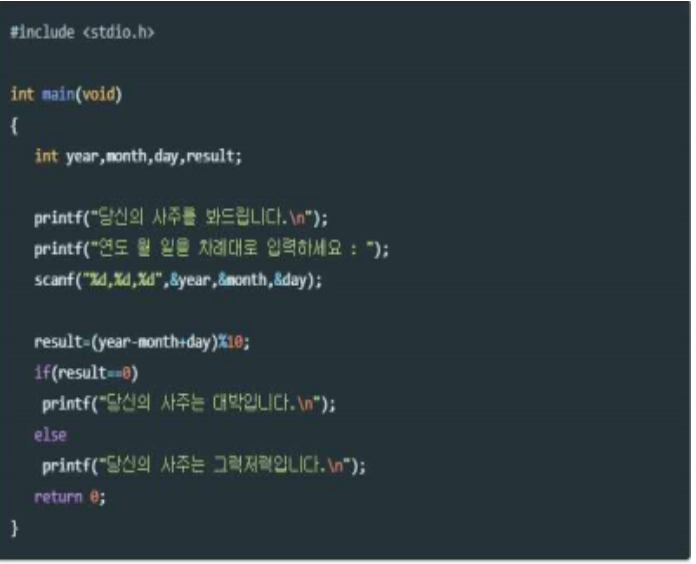 #include <stdio.h>
int main(void)
{
int year,month,day,result;
printf("당신의 사주를 봐드립니다.\n");
printf("연도 월 일을 차례대로 입력하세요 : ");
scanf("%d,%d,%d",&year,&month,&day);
result=(year-month+day)%10;
if(result==0)
printf("당신의 사주는 대박입니다.\n");
else
printf("당신의 사주는 그럭저럭입니다.\n");
return 0;
}